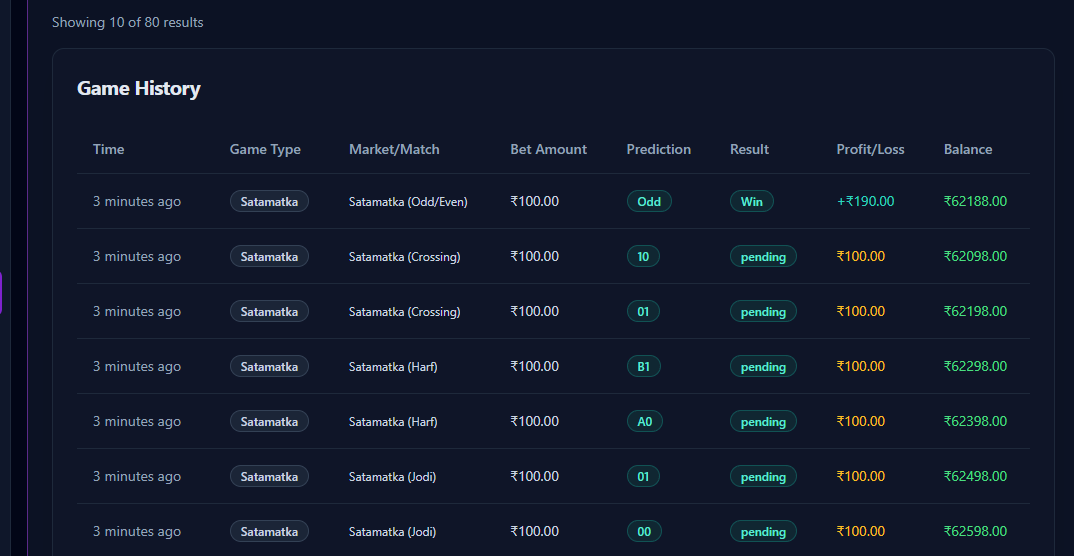 Showing 10 of 80 results
Game History
Time Game Type Market/Match Bet Amount Prediction Result Profit/Loss Balance
3 minutes ago Satamatka Satamatka (Odd/Even) ₹100.00 Odd Win +₹190.00 ₹62188.00
3 minutes ago Satamatka Satamatka (Crossing) ₹100.00 10 pending ₹100.00 ₹62098.00
3 minutes ago Satamatka Satamatka (Crossing) ₹100.00 01 pending ₹100.00 ₹62198.00
3 minutes ago Satamatka Satamatka (Harf) ₹100.00 B1 pending ₹100.00 ₹62298.00
3 minutes ago Satamatka Satamatka (Harf) ₹100.00 A0 pending ₹100.00 ₹62398.00
3 minutes ago Satamatka Satamatka (Jodi) ₹100.00 01 pending ₹100.00 ₹62498.00
3 minutes ago Satamatka Satamatka (Jodi) ₹100.00 00 pending ₹100.00 ₹62598.00